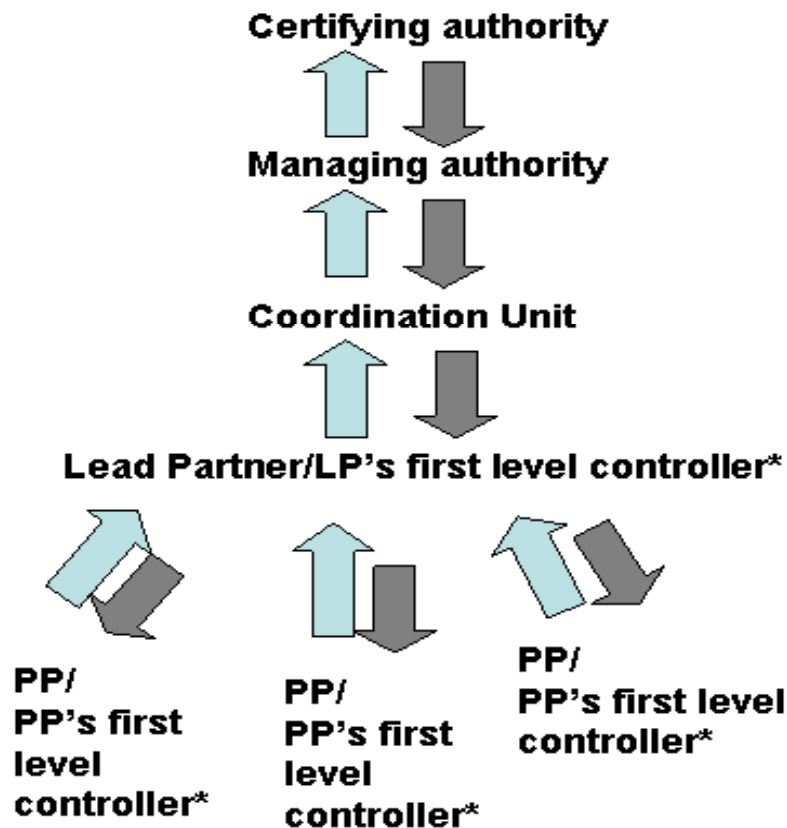 Certifying authority
Managing authority
Coordination Unit
Lead Partner/LP’s first level controller*
PP/
PP’s first
level
controller*
PP/
PP’s first
level
controller*
PP/
PP’s first level
controller*